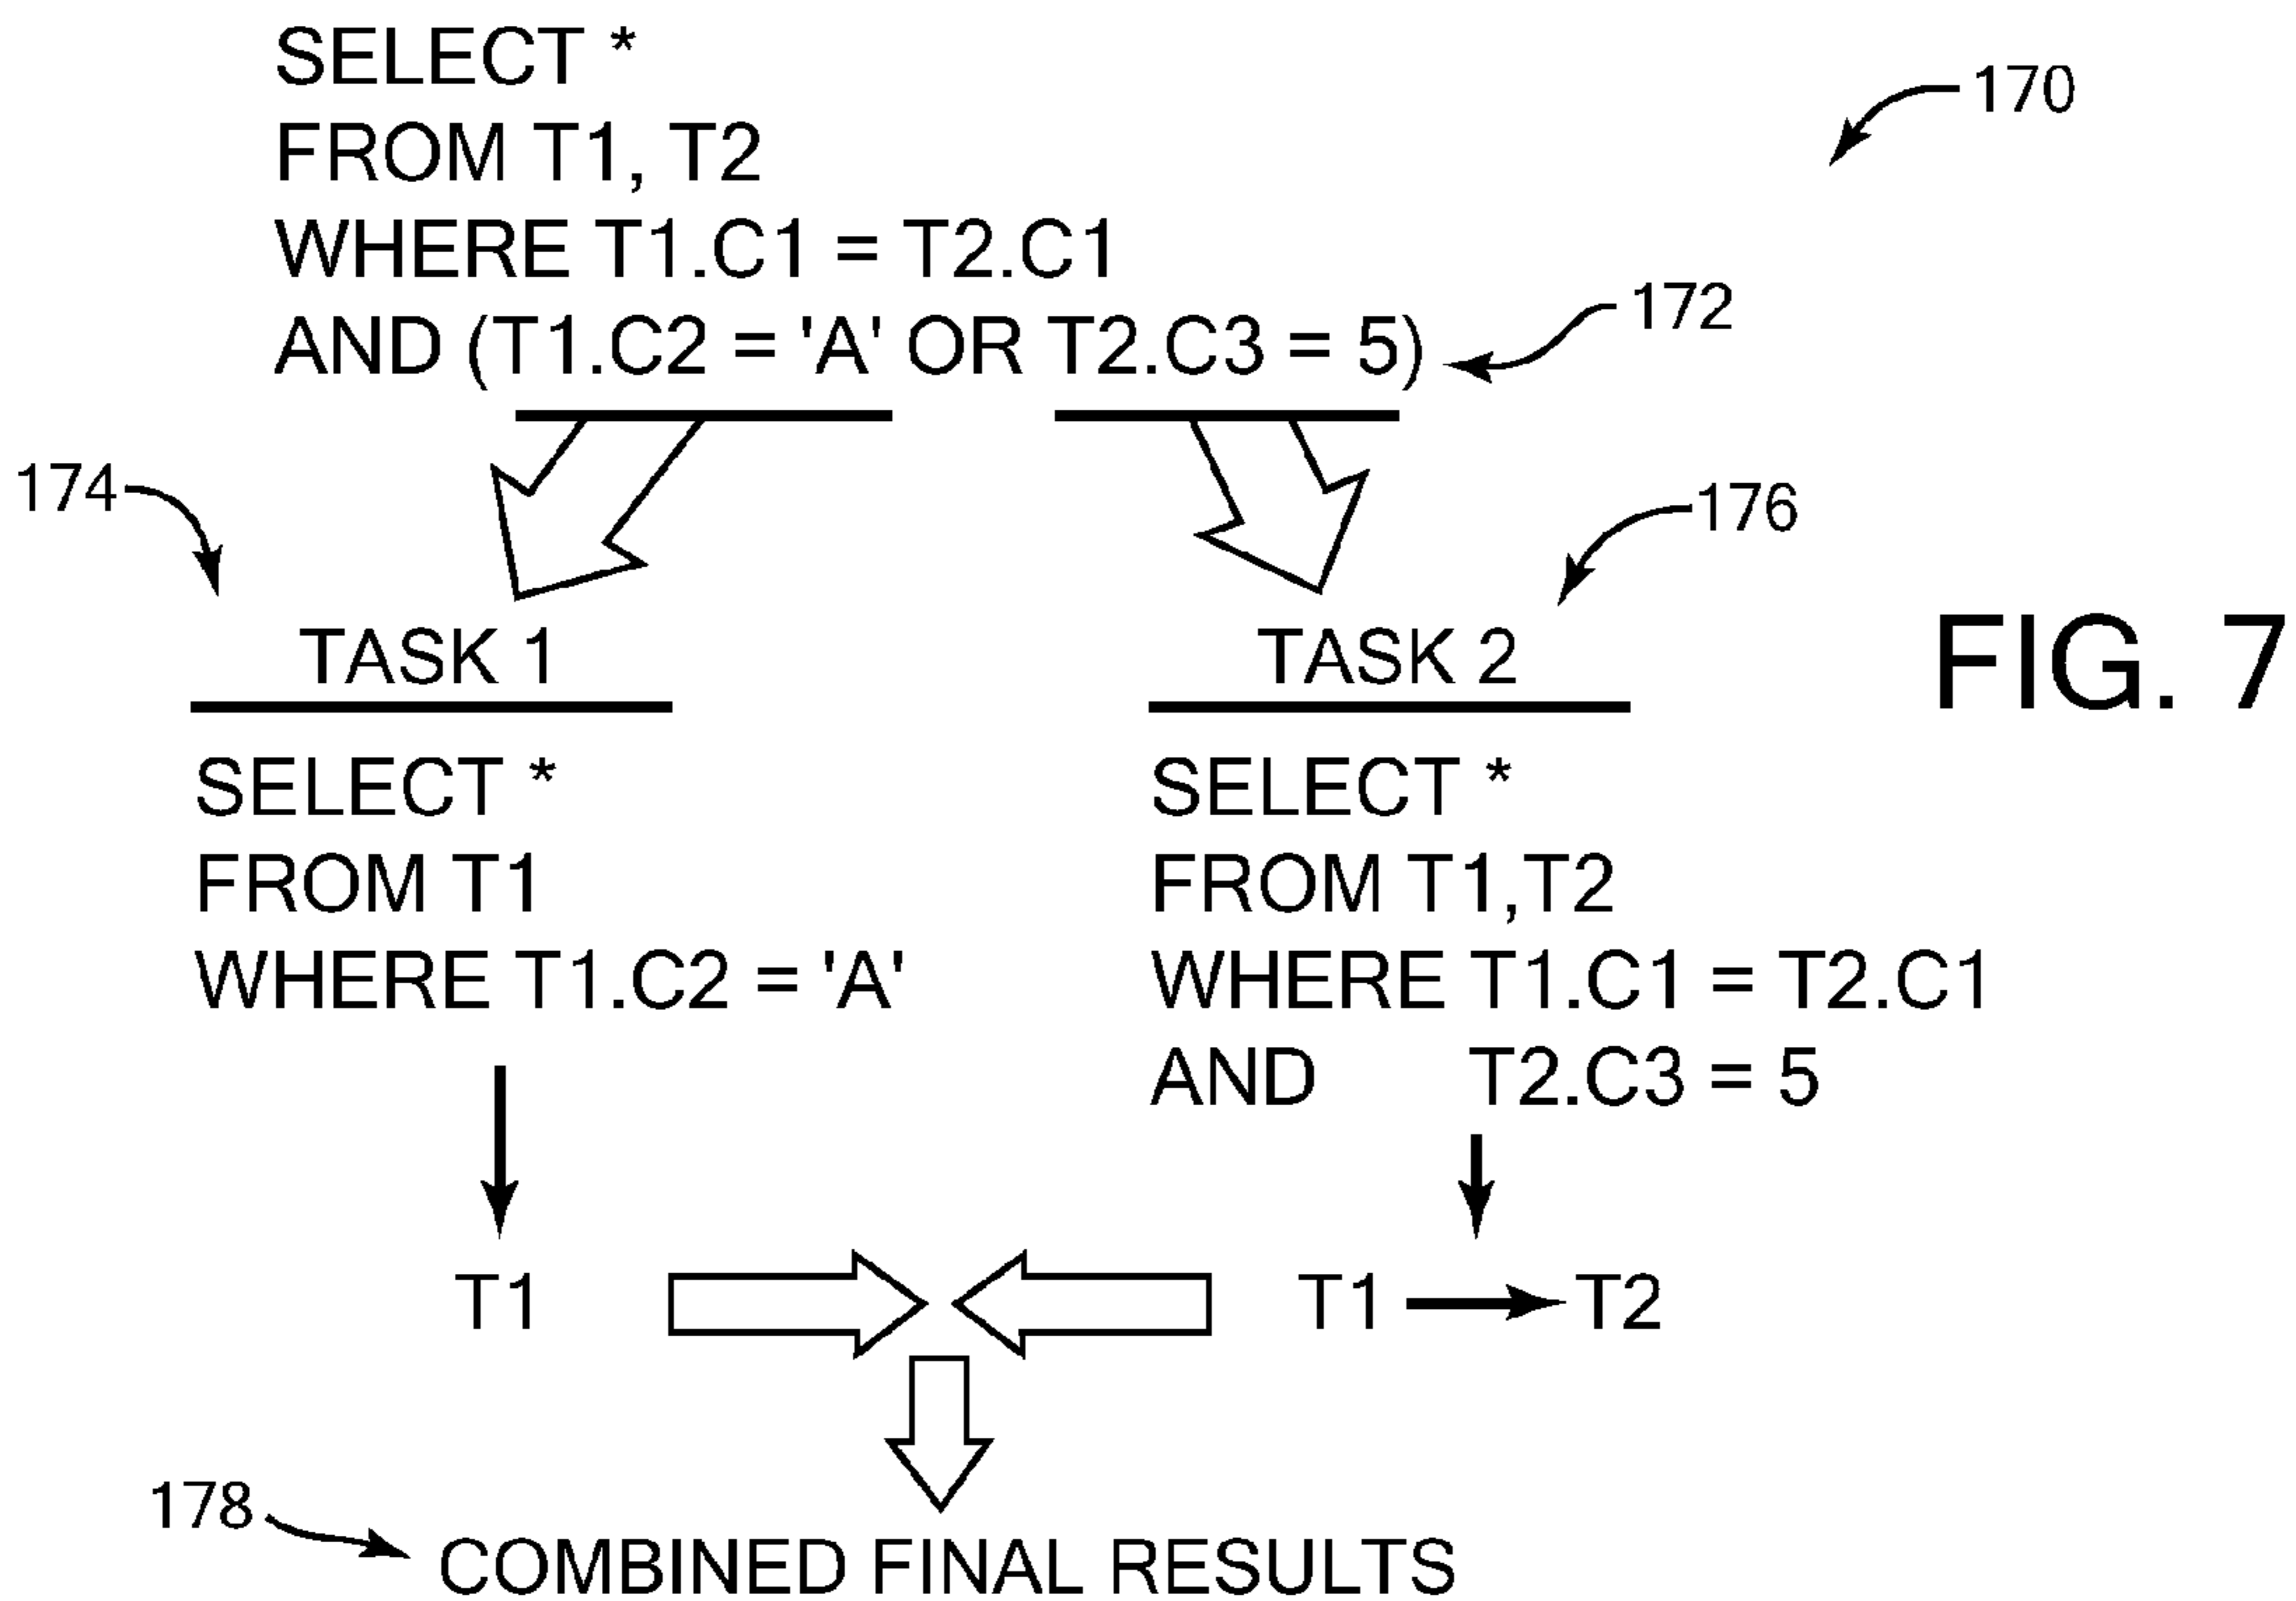 SELECT *
170
FROM T1, T2
WHERE T1.C1 = T2.C1
172
AND (T1.C2 = 'A' OR T2.C3 = 5)
174
176
TASK 1
TASK 2
FIG. 7
SELECT *
FROM T1
WHERE T1.C2 = 'A'
SELECT *
FROM T1,T2
WHERE T1.C1 = T2.C1
AND T2.C3 = 5
T1
T1
T2
178
COMBINED FINAL RESULTS